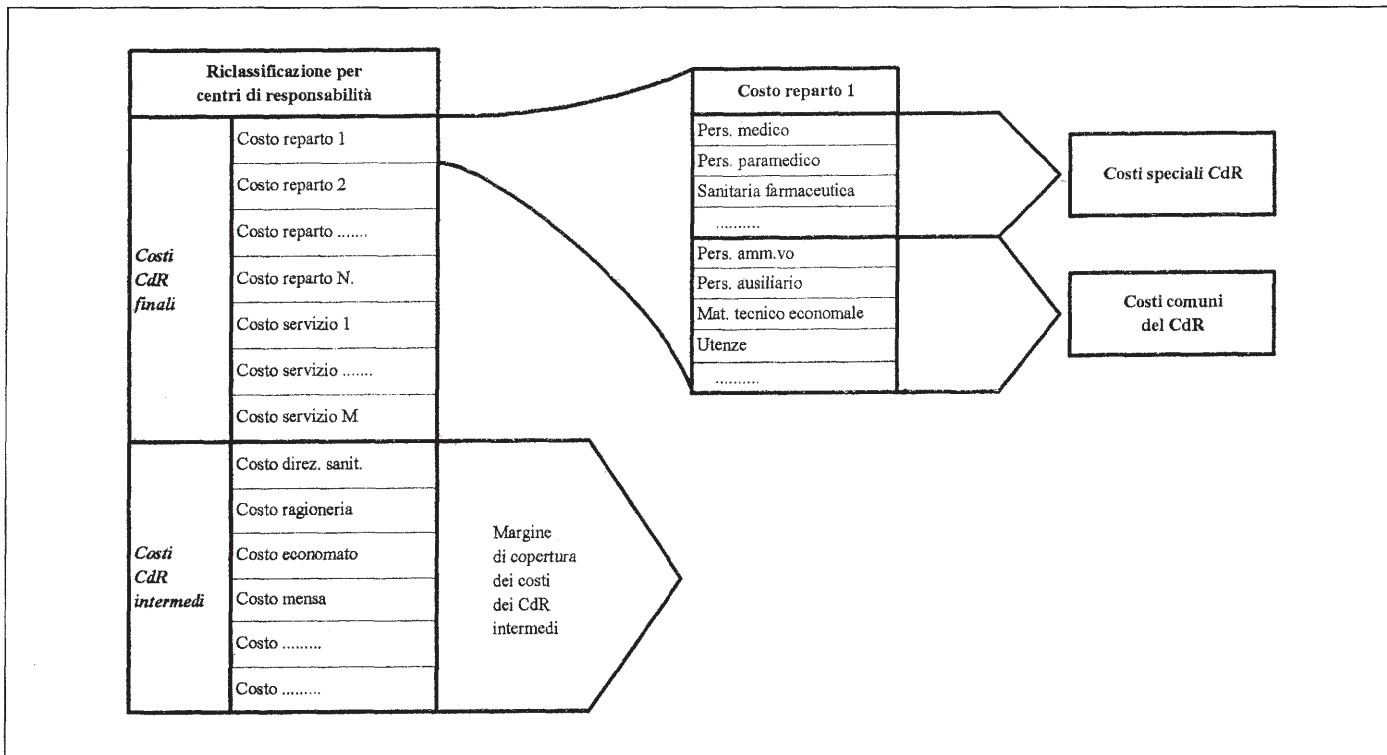 Riclassificazione per
centri di responsabilità
Costi
CdR
finali
Costo reparto 1
Costo reparto 2
Costo reparto .......
Costo reparto N.
Costo servizio 1
Costo servizio .......
Costo servizio M
Costi
CdR
intermedi
Costo direz. sanit.
Costo ragioneria
Costo economato
Costo mensa
Costo .........
Costo .........
Margine
di copertura
dei costi
dei CdR
intermedi
Costo reparto 1
Pers. medico
Pers. paramedico
Sanitaria farmaceutica
..........
Pers. amm.vo
Pers. ausiliario
Mat. tecnico economale
Utenze
..........
Costi speciali CdR
Costi comuni
del CdR